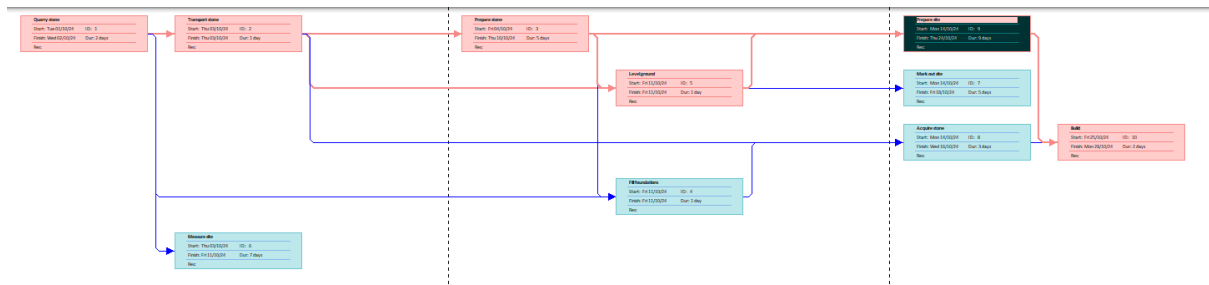 Quarry stone
Start: Tue 01/10/24 ID: 1
Finish: Wed 02/10/24 Dur: 2 days
Res:
Transport stone
Start: Thu 03/10/24 ID: 2
Finish: Thu 03/10/24 Dur: 1 day
Res:
Prepare stone
Start: Fri 04/10/24 ID: 3
Finish: Thu 10/10/24 Dur: 5 days
Res:
Prepare site
Start: Mon 14/10/24 ID: 9
Finish: Thu 24/10/24 Dur: 9 days
Res:
Level ground
Start: Fri 11/10/24 ID: 5
Finish: Fri 11/10/24 Dur: 1 day
Res:
Mark out site
Start: Mon 14/10/24 ID: 7
Finish: Fri 18/10/24 Dur: 5 days
Res:
Acquire stone
Start: Mon 14/10/24 ID: 8
Finish: Wed 16/10/24 Dur: 3 days
Res:
Build
Start: Fri 25/10/24 ID: 10
Finish: Mon 28/10/24 Dur: 2 days
Res:
Fill foundations
Start: Fri 11/10/24 ID: 4
Finish: Fri 11/10/24 Dur: 1 day
Res:
Measure site
Start: Thu 03/10/24 ID: 6
Finish: Fri 11/10/24 Dur: 7 days
Res: